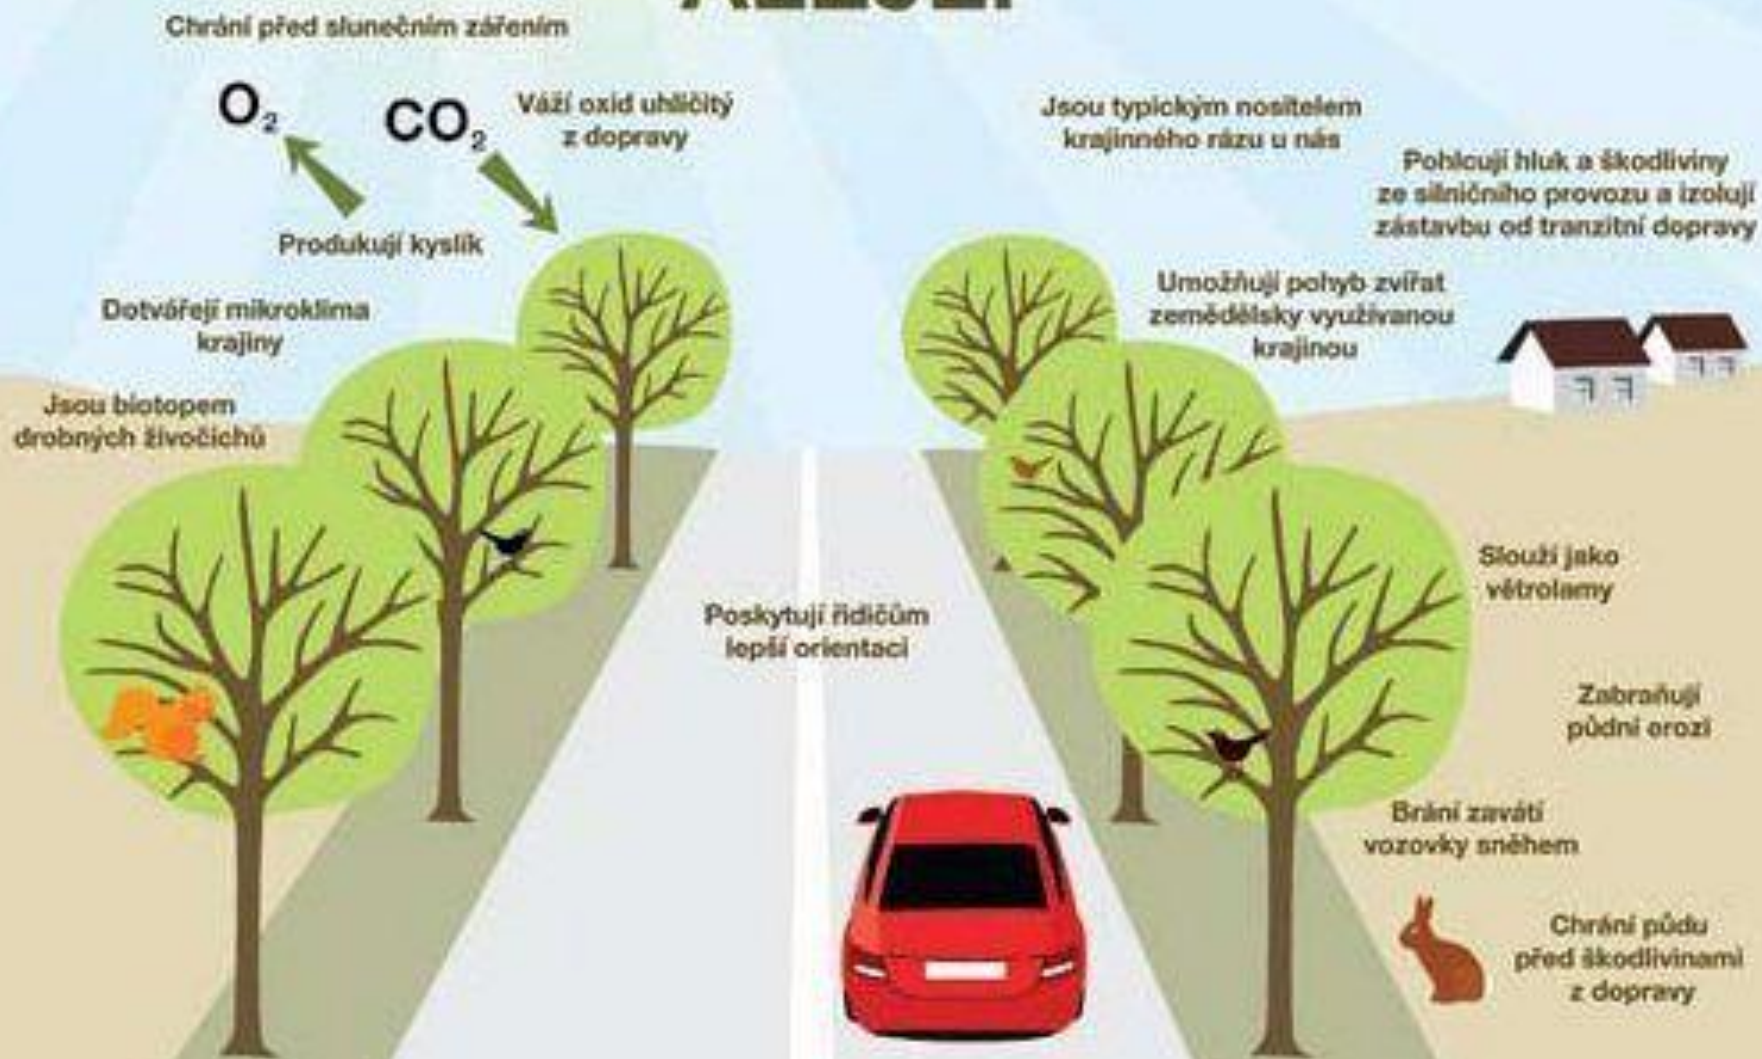 Chrání před slunečním zářením
O₂
CO₂
Váží oxid uhličitý
z dopravy
Produkují kyslík
Dotvářejí mikroklima
krajiny
Jsou biotopem
drobných živočichů
Jsou typickým nositelem
krajinného rázu u nás
Pohlcují hluk a škodliviny
ze silničního provozu a izolují
zástavbu od tranzitní dopravy
Umožňují pohyb zvířat
zemědělsky využívanou
krajinou
Poskytují řidičům
lepší orientaci
Slouží jako
větrolamy
Zabraňují
půdní erozi
Brání zavátí
vozovky sněhem
Chrání půdu
před škodlivinami
z dopravy